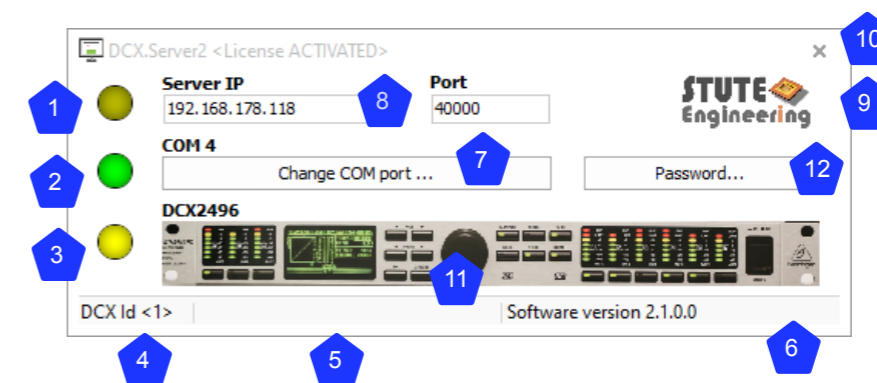 DCX.Server2 <License ACTIVATED>
10
Server IP
Port
STUTE
Engineering
1
192.168.178.118
8
40000
9
COM 4
2
Change COM port ...
7
Password...
12
DCX2496
3
11
DCX Id <1>
Software version 2.1.0.0
4
5
6